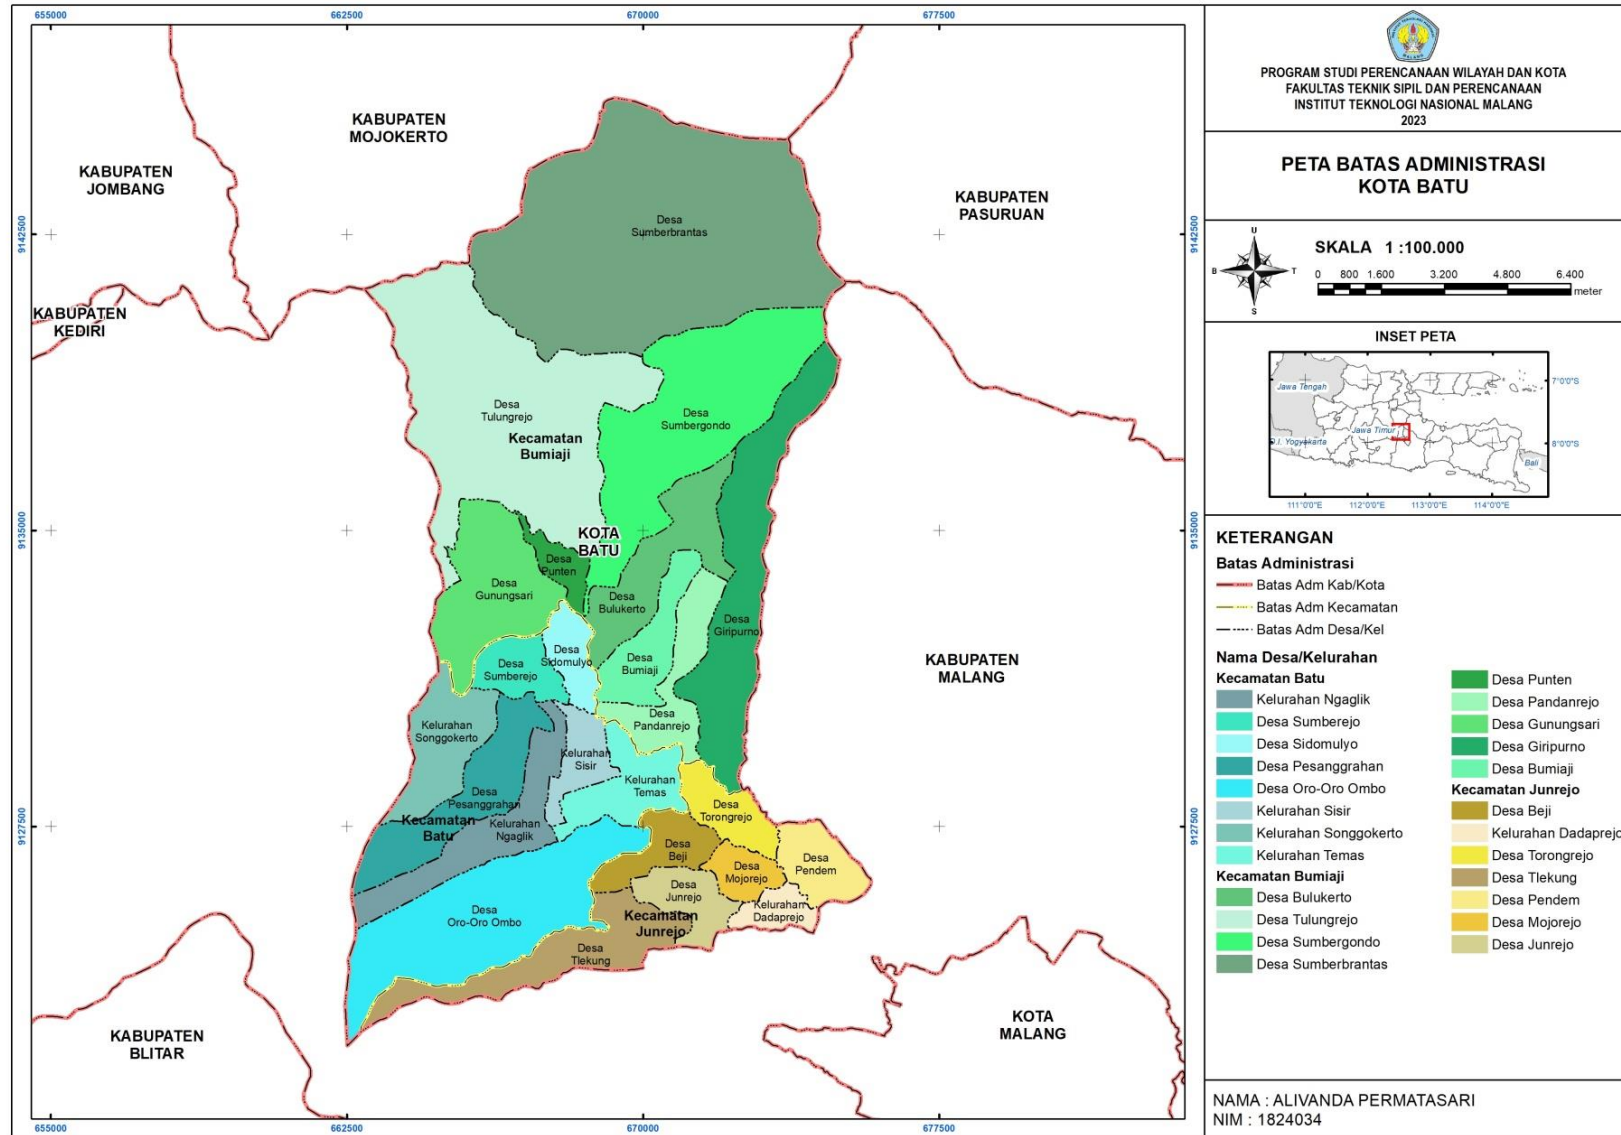 655000
662500
670000
677500
9142500
9142500
9135000
9135000
9127500
9127500
655000
662500
670000
677500
KABUPATEN
MOJOKERTO
KABUPATEN
JOMBANG
KABUPATEN
PASURUAN
KABUPATEN
KEDIRI
Desa
Sumberbrantas
Desa
Tulungrejo
Kecamatan
Bumiaji
Desa
Sumbergondo
KOTA
BATU
Desa
Punten
Desa
Gunungsari
Desa
Bulukerto
Desa
Giripurno
Desa
Sidomulyo
Desa
Sumberejo
Desa
Bumiaji
KABUPATEN
MALANG
Kelurahan
Songgokerto
Desa
Pandanrejo
Kelurahan
Sisir
Kelurahan
Temas
Desa
Pesanggrahan
Kecamatan
Batu
Kelurahan
Ngaglik
Desa
Torongrejo
Desa
Beji
Desa
Mojorejo
Desa
Pendem
Desa
Junrejo
Kelurahan
Dadaprejo
Desa
Oro-Oro Ombo
Kecamatan
Junrejo
Desa
Tlekung
KABUPATEN
BLITAR
KOTA
MALANG
INSTITUT TEKNOLOGI NASIONAL
MALANG
PROGRAM STUDI PERENCANAAN WILAYAH DAN KOTA
FAKULTAS TEKNIK SIPIL DAN PERENCANAAN
INSTITUT TEKNOLOGI NASIONAL MALANG
2023
PETA BATAS ADMINISTRASI
KOTA BATU
U
B
T
S
SKALA 1 :100.000
0 800 1.600 3.200 4.800 6.400
meter
INSET PETA
Jawa Tengah
Jawa Timur
D.I. Yogyakarta
Bali
7°0'0"S
8°0'0"S
111°0'0"E 112°0'0"E 113°0'0"E 114°0'0"E
KETERANGAN
Batas Administrasi
Batas Adm Kab/Kota
Batas Adm Kecamatan
Batas Adm Desa/Kel
Nama Desa/Kelurahan
Kecamatan Batu
Kelurahan Ngaglik
Desa Sumberejo
Desa Sidomulyo
Desa Pesanggrahan
Desa Oro-Oro Ombo
Kelurahan Sisir
Kelurahan Songgokerto
Kelurahan Temas
Kecamatan Bumiaji
Desa Bulukerto
Desa Tulungrejo
Desa Sumbergondo
Desa Sumberbrantas
Desa Punten
Desa Pandanrejo
Desa Gunungsari
Desa Giripurno
Desa Bumiaji
Kecamatan Junrejo
Desa Beji
Kelurahan Dadaprejo
Desa Torongrejo
Desa Tlekung
Desa Pendem
Desa Mojorejo
Desa Junrejo
NAMA : ALIVANDA PERMATASARI
NIM : 1824034